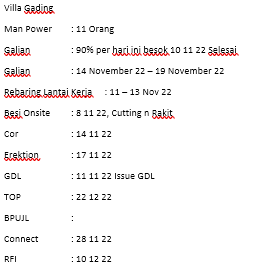 Villa Gading
Man Power : 11 Orang
Galian : 90% per hari ini besok 10 11 22 Selesai
Galian : 14 November 22 – 19 November 22
Rebaring Lantai Kerja : 11 – 13 Nov 22
Besi Onsite : 8 11 22, Cutting n Rakit
Cor : 14 11 22
Erektion : 17 11 22
GDL : 11 11 22 Issue GDL
TOP : 22 12 22
BPUJL :
Connect : 28 11 22
RFI : 10 12 22